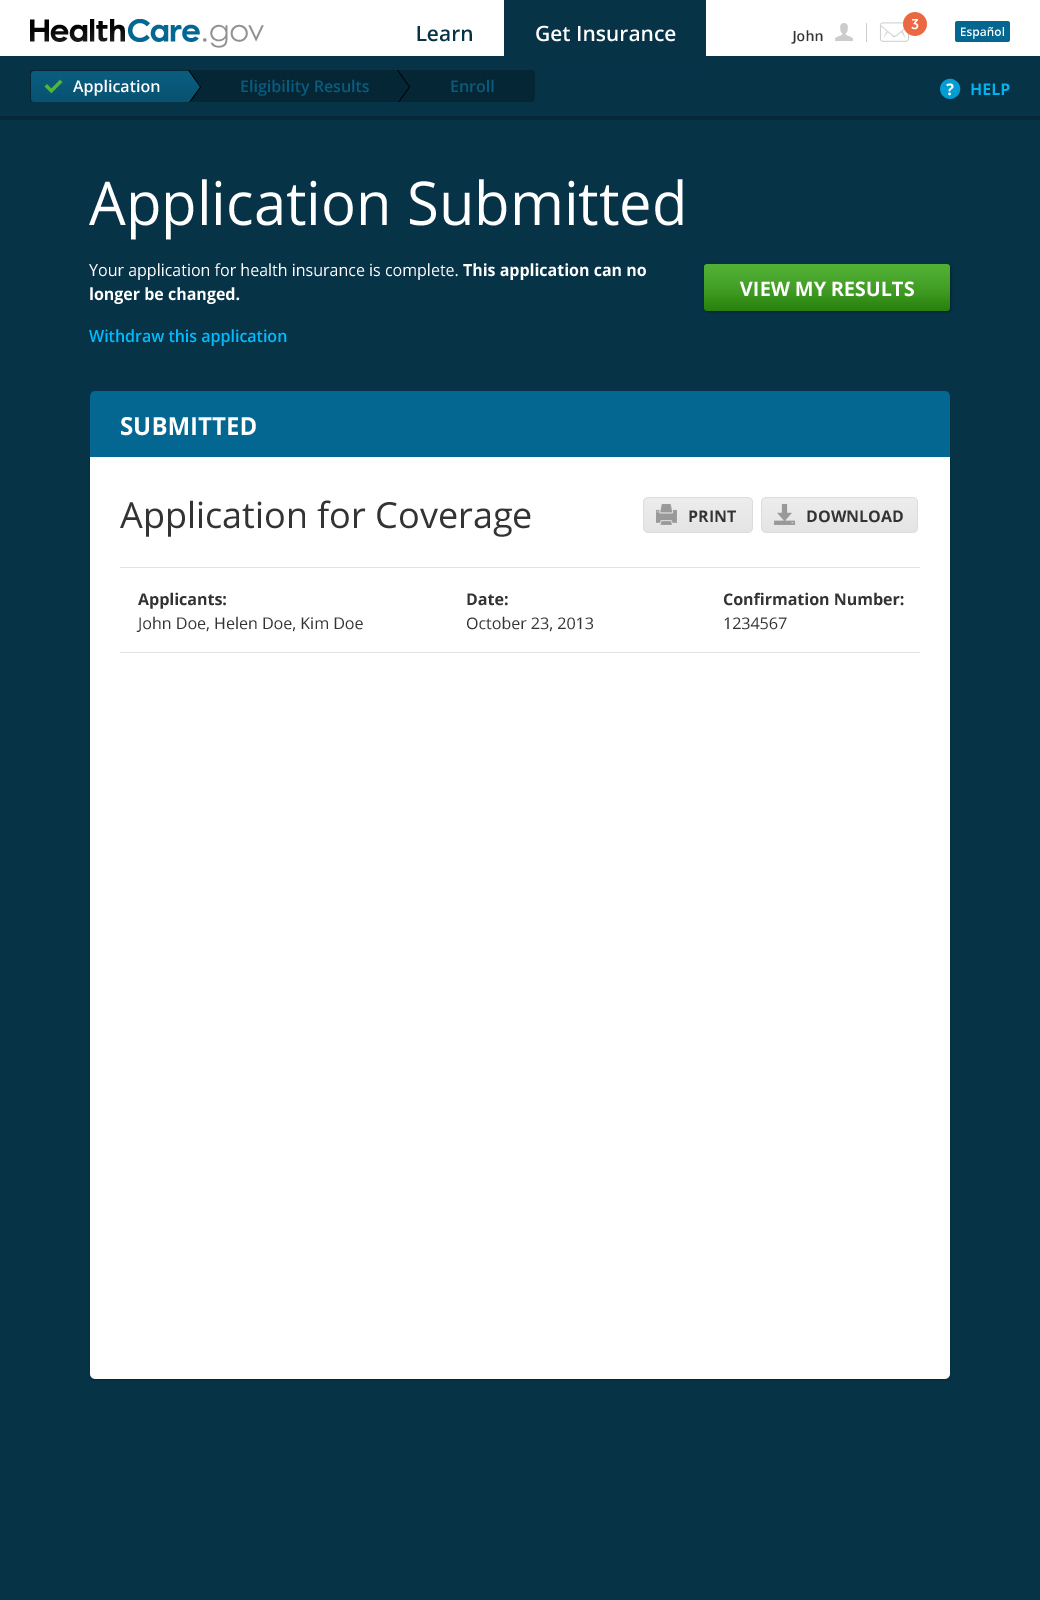 HealthCare.gov
Learn
Get Insurance
John
3
Español
Application
Eligibility Results
Enroll
? HELP
Application Submitted
Your application for health insurance is complete. This application can no
longer be changed.
VIEW MY RESULTS
Withdraw this application
SUBMITTED
Application for Coverage
PRINT
DOWNLOAD
Applicants:
John Doe, Helen Doe, Kim Doe
Date:
October 23, 2013
Confirmation Number:
1234567